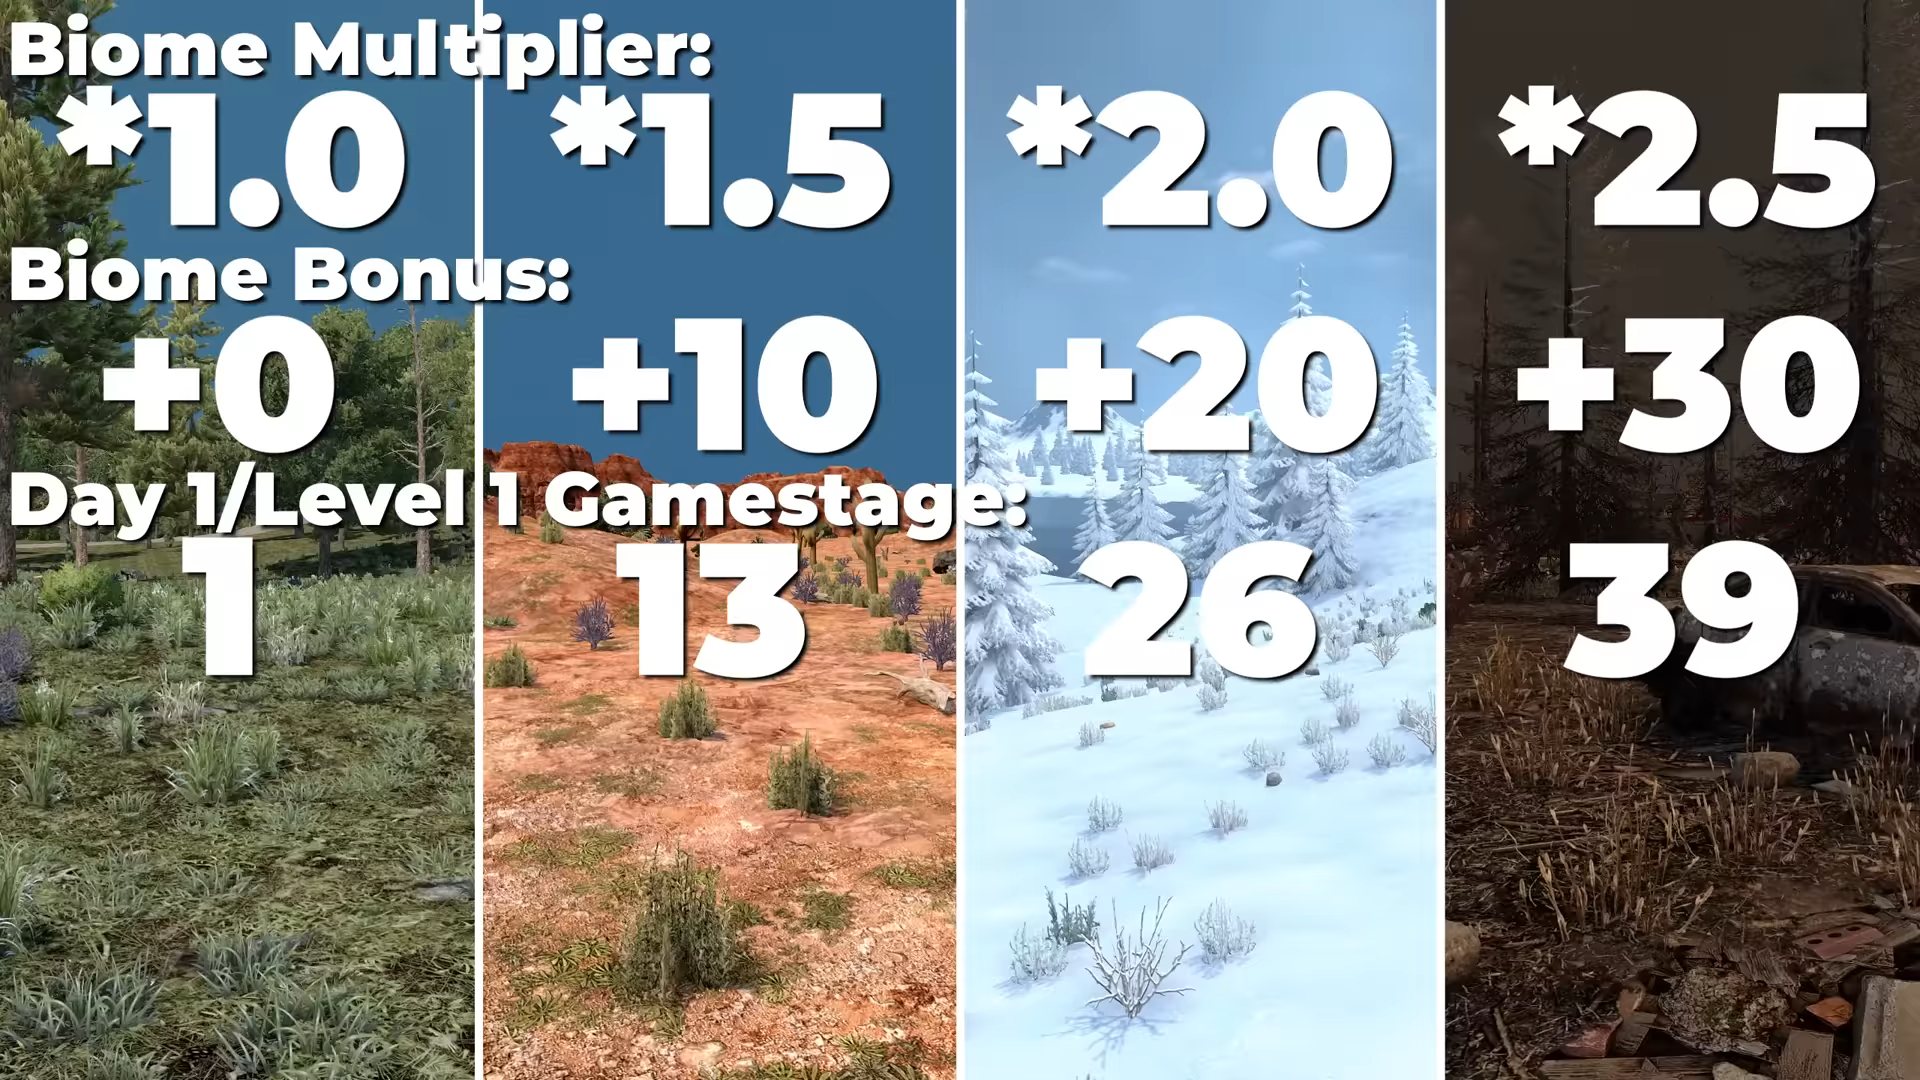 Biome Multiplier:
*1.0 *1.5 *2.0 *2.5
Biome Bonus:
+0 +10 +20 +30
Day 1/Level 1 Gamestage:
1 13 26 39